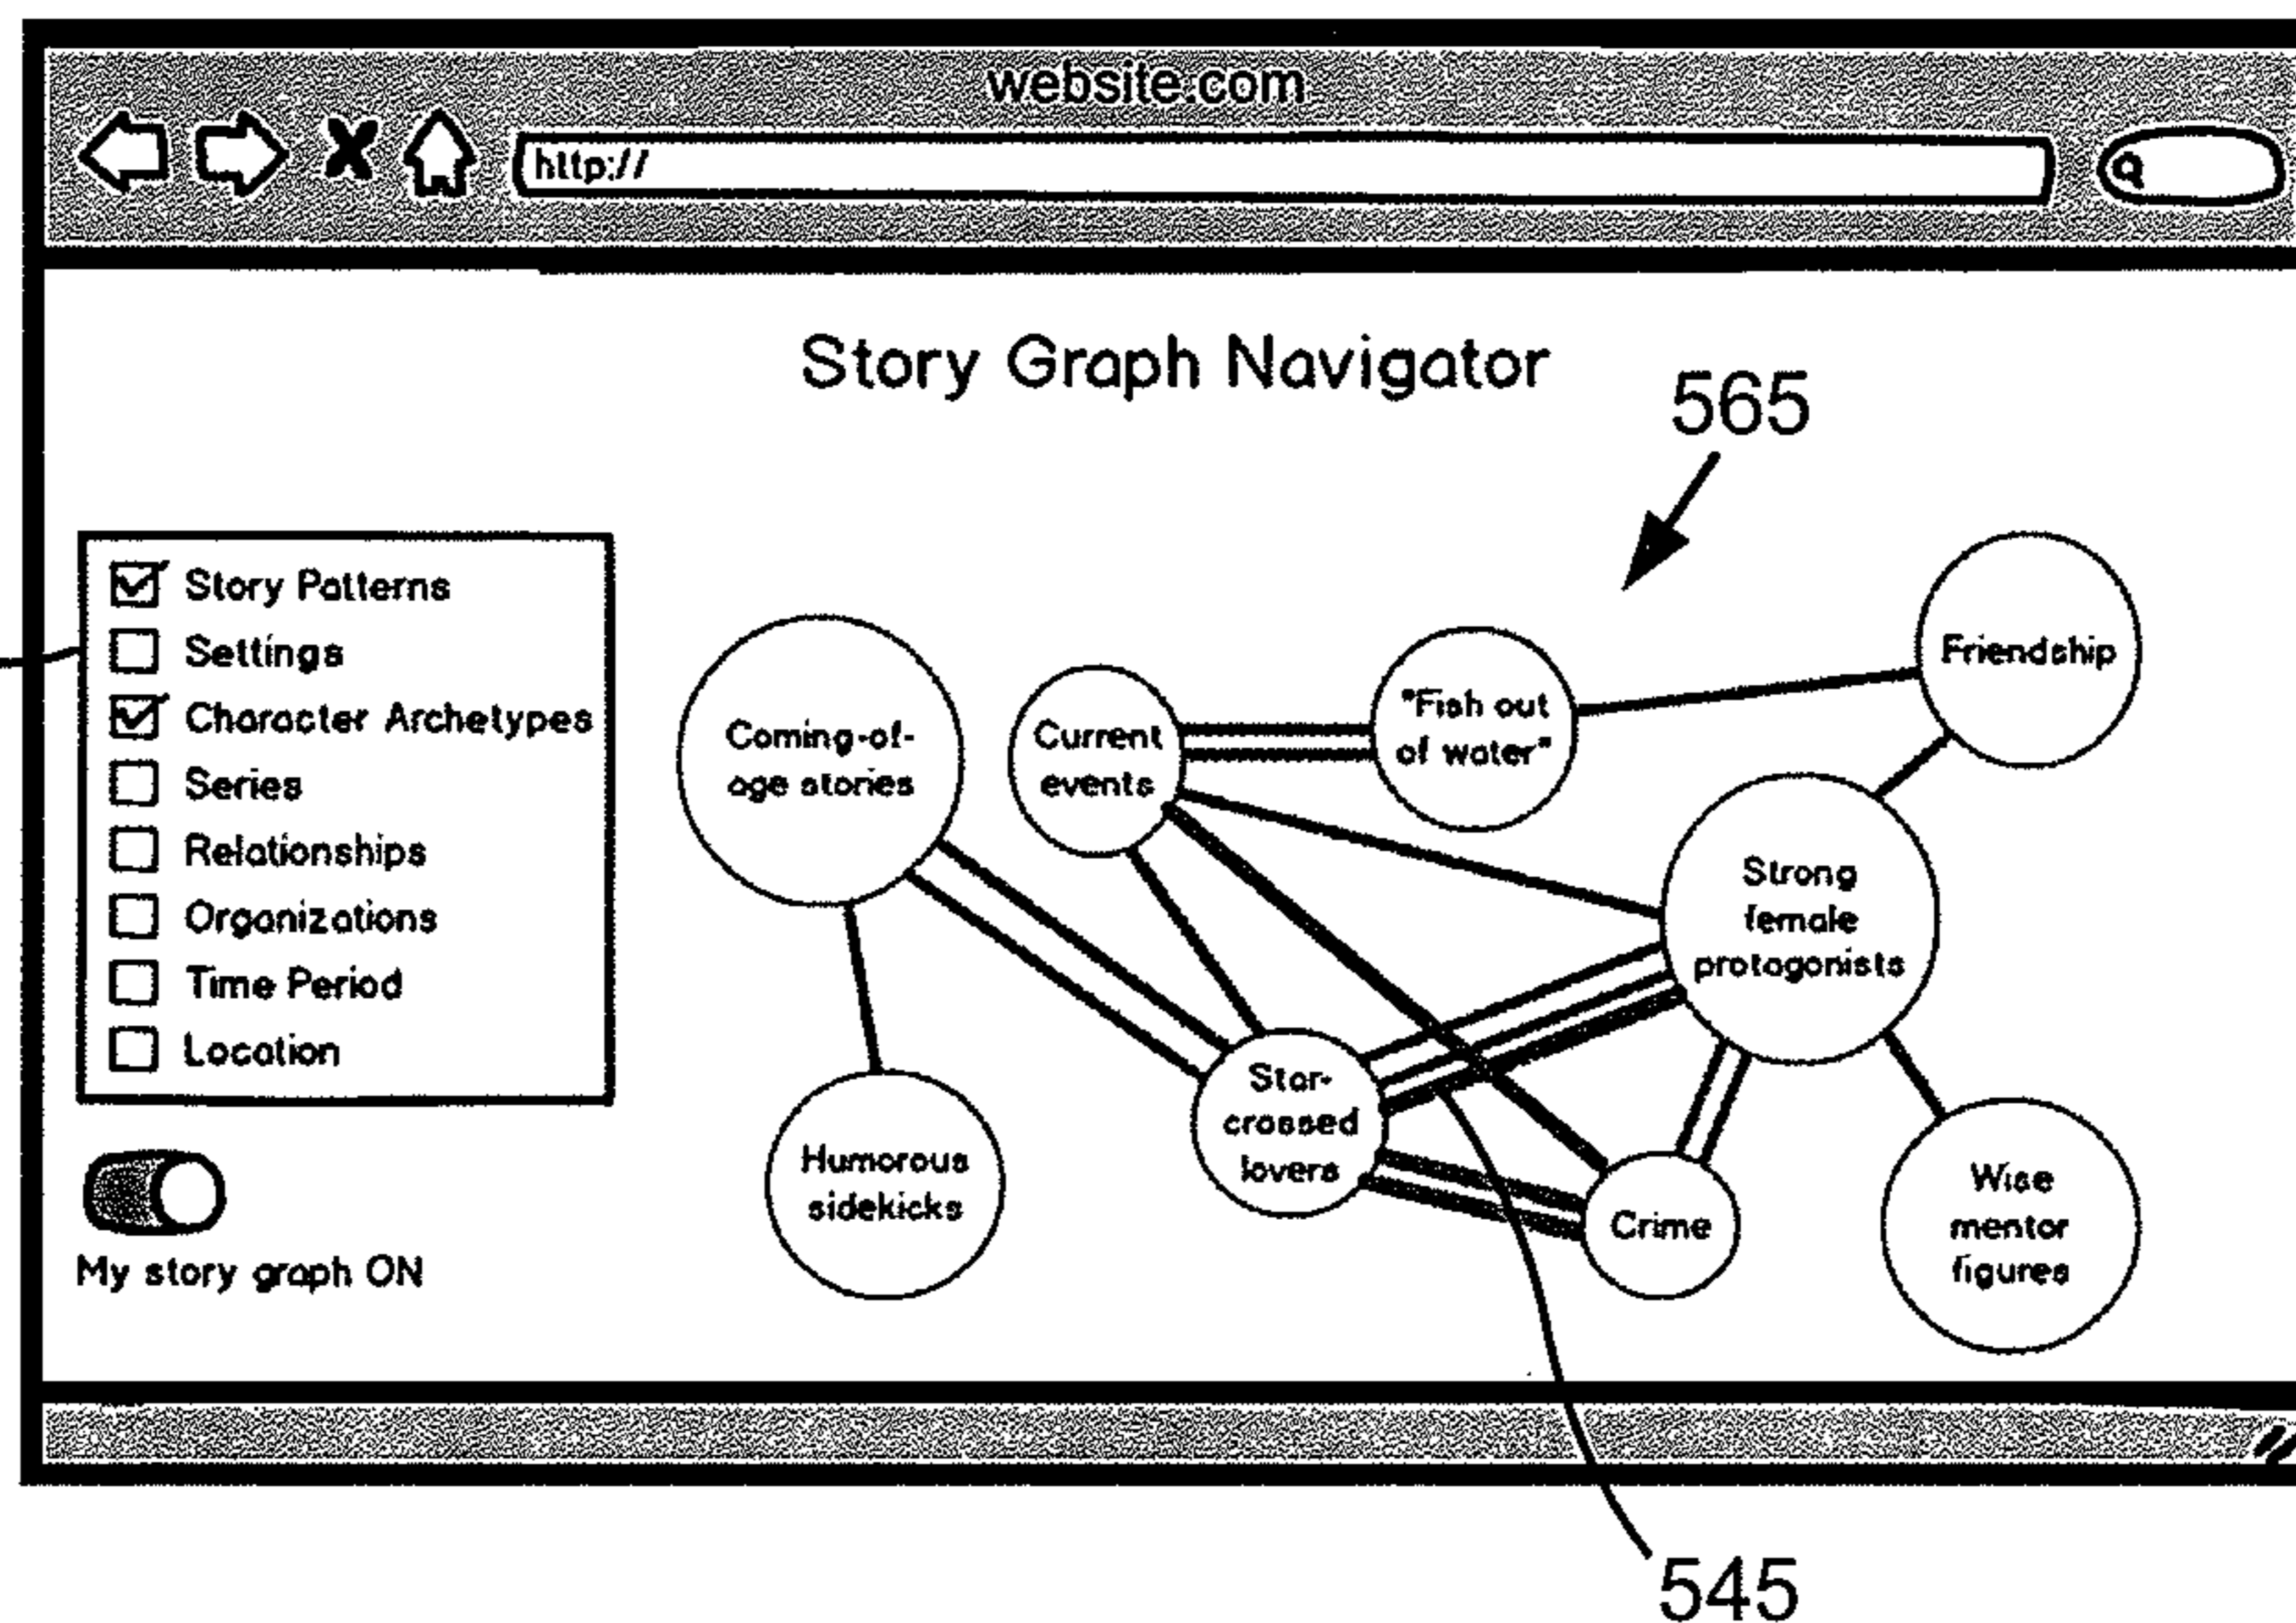 website.com
http://
Story Graph Navigator
565
Story Patterns
Settings
Character Archetypes
Series
Relationships
Organizations
Time Period
Location
My story graph ON
Coming-of-
age stories
Current
events
"Fish out
of water"
Friendship
Strong
female
protagonists
Humorous
sidekicks
Star-
crossed
lovers
Crime
Wise
mentor
figures
545